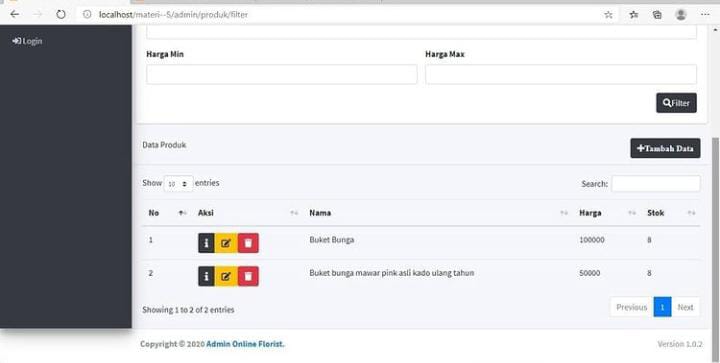 localhost/materi--5/admin/produk/filter
Login
Harga Min Harga Max
Filter
Data Produk
Tambah Data
Show 10 entries Search:
No Aksi Nama Harga Stok
1 Buket Bunga 100000 8
2 Buket bunga mawar pink asli kado ulang tahun 50000 8
Showing 1 to 2 of 2 entries
Previous 1 Next
Copyright © 2020 Admin Online Florist. Version 1.0.2